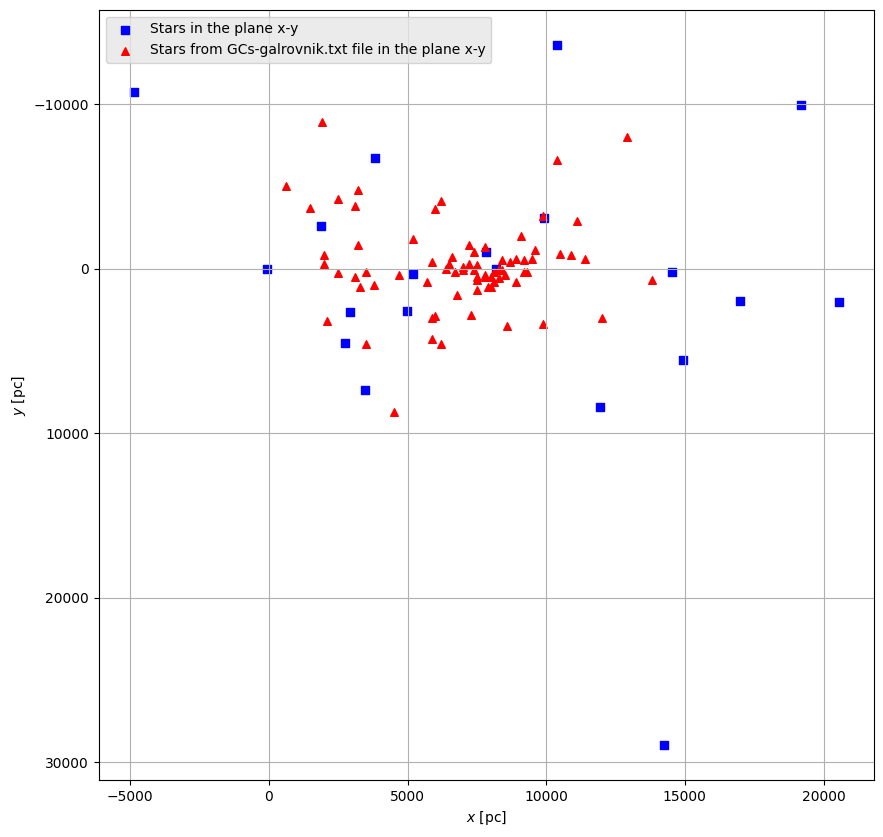 Stars in the plane x-y
Stars from GCs-galrovnik.txt file in the plane x-y
−10000
0
10000
20000
30000
y [pc]
−5000
0
5000
10000
15000
20000
x [pc]